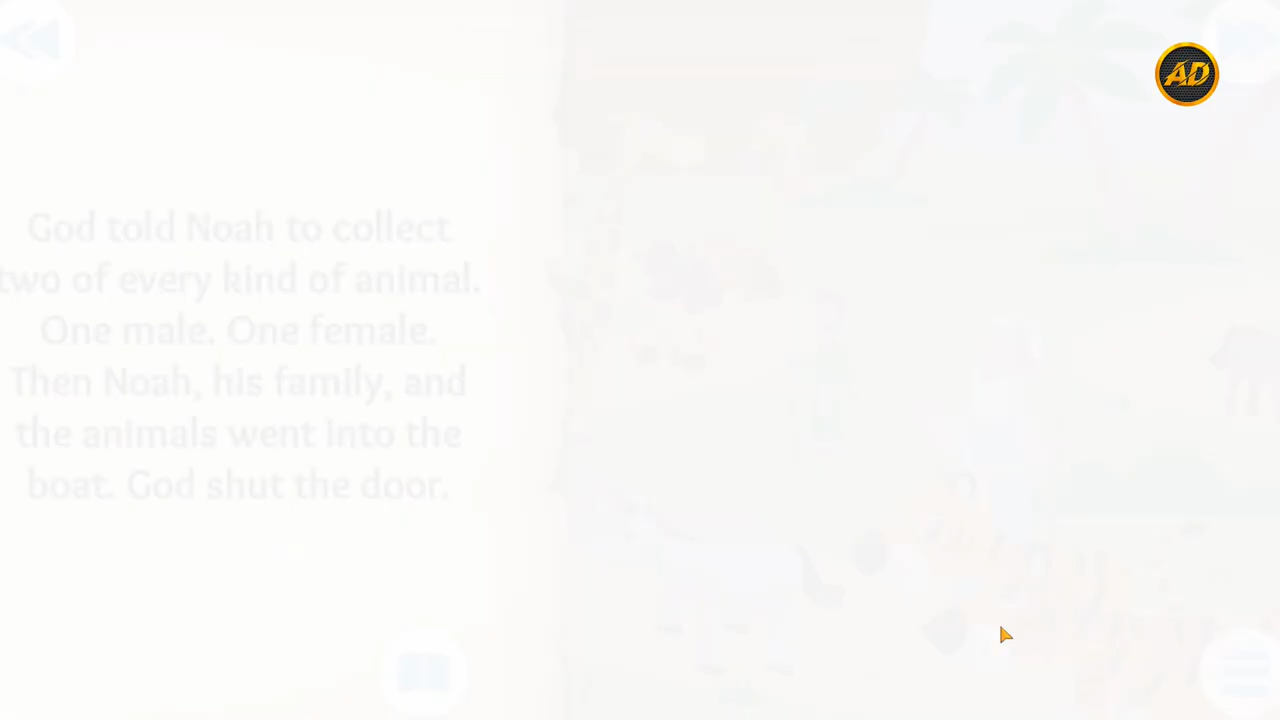 AD
God told Noah to collect
two of every kind of animal.
One male. One female.
Then Noah, his family, and
the animals went into the
boat. God shut the door.